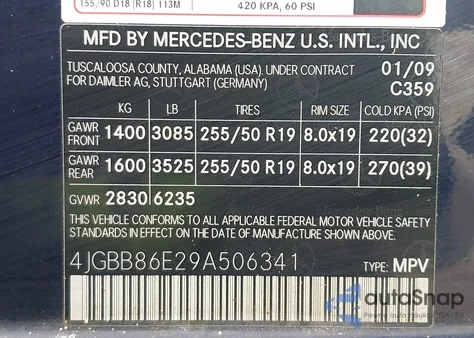 155/90 D18 (R18) 113M
420 KPA, 60 PSI
MFD BY MERCEDES-BENZ U.S. INTL., INC
TUSCALOOSA COUNTY, ALABAMA (USA). UNDER CONTRACT 01/09
FOR DAIMLER AG, STUTTGART (GERMANY) C359
KG LB TIRES RIM SIZE COLD KPA (PSI)
GAWR FRONT 1400 3085 255/50 R19 8.0x19 220(32)
GAWR REAR 1600 3525 255/50 R19 8.0x19 270(39)
GVWR 2830 6235
THIS VEHICLE CONFORMS TO ALL APPLICABLE FEDERAL MOTOR VEHICLE SAFETY
STANDARDS IN EFFECT ON THE DATE OF MANUFACTURE SHOWN ABOVE.
4JGBB86E29A506341 TYPE: MPV
autoSnap